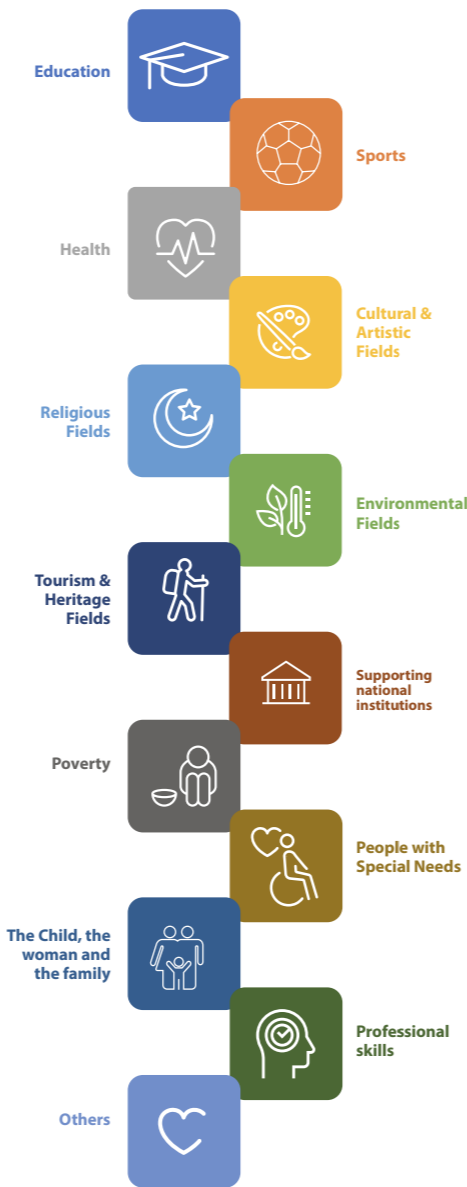 Education
Sports
Health
Cultural &
Artistic
Fields
Religious
Fields
Environmental
Fields
Tourism &
Heritage
Fields
Supporting
national
institutions
Poverty
People with
Special Needs
The Child, the
woman and
the family
Professional
skills
Others